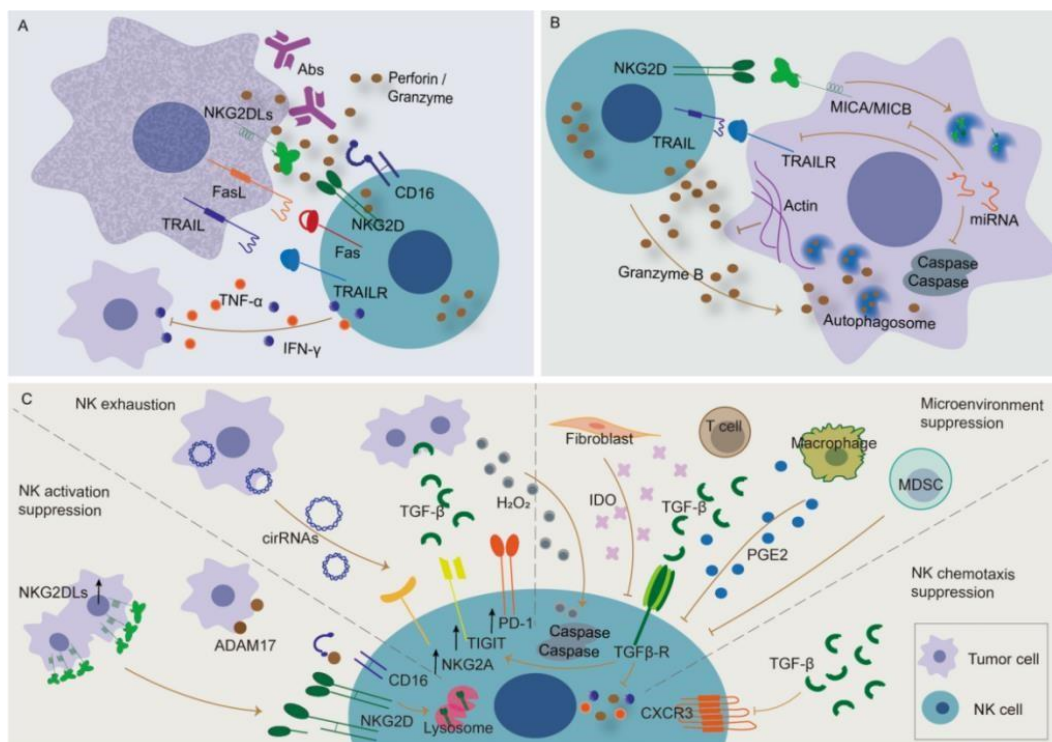 A
Abs
Perforin /
Granzyme
NKG2DLs
CD16
FasL
NKG2D
TRAIL
Fas
TRAILR
TNF-α
IFN-γ
B
NKG2D
MICA/MICB
TRAIL
TRAILR
Actin
miRNA
Granzyme B
Caspase
Caspase
Autophagosome
C
NK exhaustion
NK activation
suppression
cirRNAs
NKG2DLs
ADAM17
TGF-β
H₂O₂
Fibroblast
T cell
Macrophage
Microenvironment
suppression
MDSC
IDO
TGF-β
PGE2
NK chemotaxis
suppression
PD-1
TIGIT
NKG2A
Caspase
Caspase
TGFβ-R
CD16
NKG2D
Lysosome
CXCR3
TGF-β
Tumor cell
NK cell